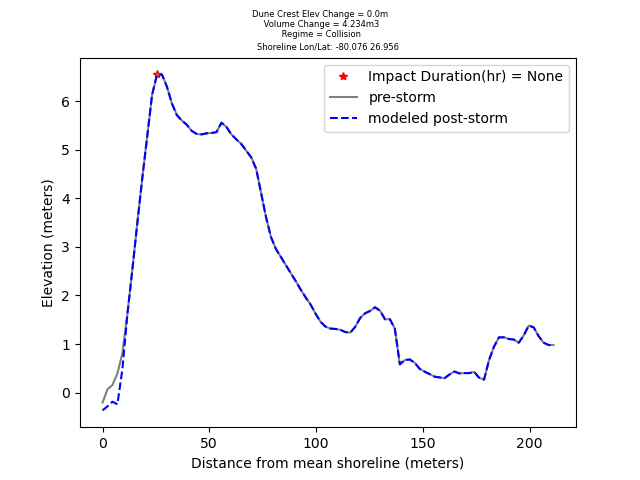 Dune Crest Elev Change = 0.0m
Volume Change = 4.234m3
Regime = Collision
Shoreline Lon/Lat: -80.076 26.956
Impact Duration(hr) = None
pre-storm
modeled post-storm
Elevation (meters)
6
5
4
3
2
1
0
0 50 100 150 200
Distance from mean shoreline (meters)